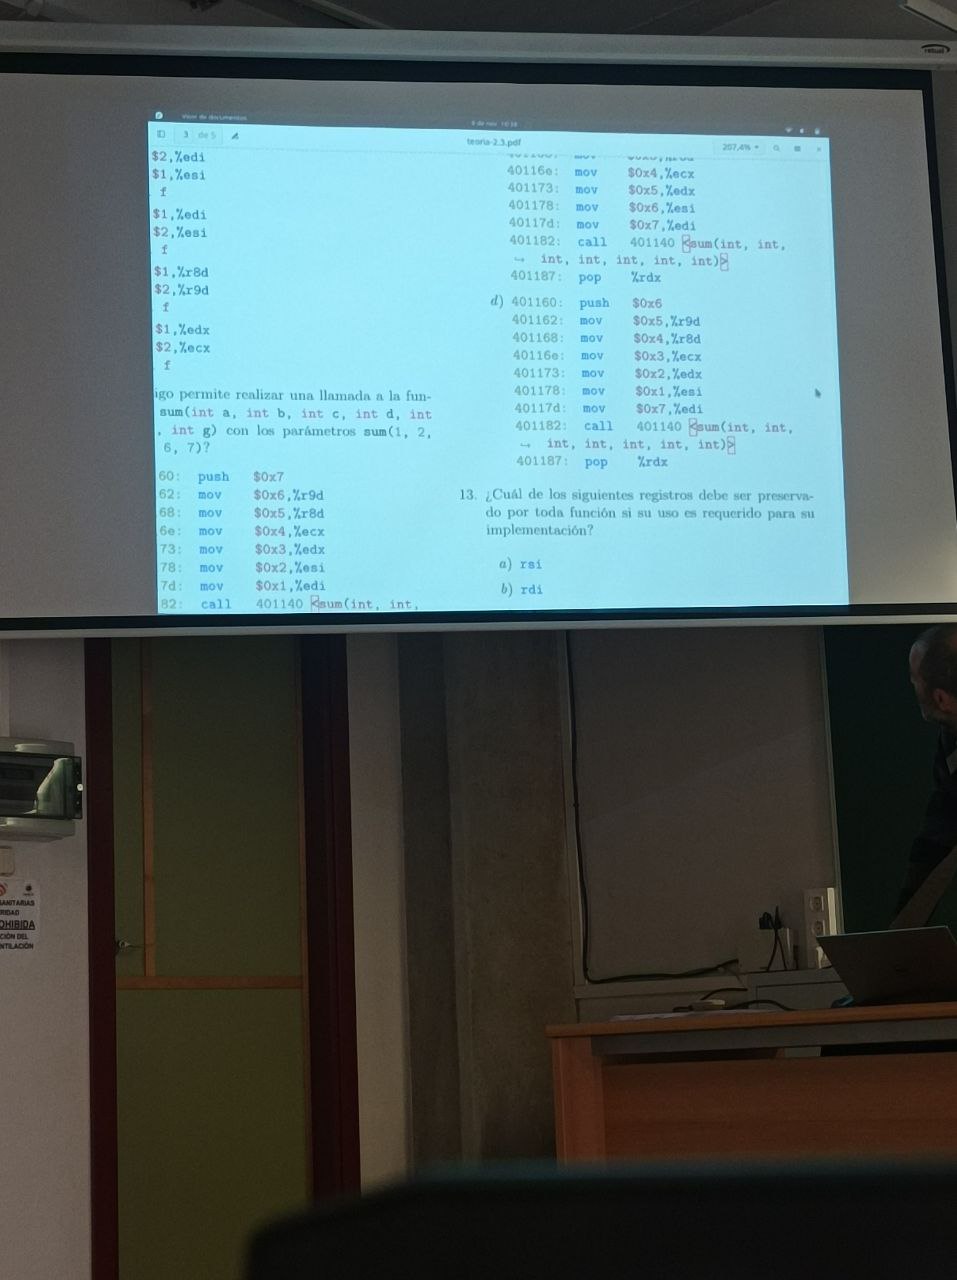 Visor de documentos
9 de nov 10:58
3 de 5
teoria-2.3.pdf
207,4%
$2,%edi
$1,%esi
f
$1,%edi
$2,%esi
f
$1,%r8d
$2,%r9d
f
$1,%edx
$2,%ecx
f
igo permite realizar una llamada a la fun-
sum(int a, int b, int c, int d, int
, int g) con los parámetros sum(1, 2,
6, 7)?
60: push $0x7
62: mov $0x6,%r9d
68: mov $0x5,%r8d
6e: mov $0x4,%ecx
73: mov $0x3,%edx
78: mov $0x2,%esi
7d: mov $0x1,%edi
82: call 401140 <sum(int, int,
40116e: mov $0x4,%ecx
401173: mov $0x5,%edx
401178: mov $0x6,%esi
40117d: mov $0x7,%edi
401182: call 401140 <sum(int, int,
↪ int, int, int, int, int)>
401187: pop %rdx
d) 401160: push $0x6
401162: mov $0x5,%r9d
401168: mov $0x4,%r8d
40116e: mov $0x3,%ecx
401173: mov $0x2,%edx
401178: mov $0x1,%esi
40117d: mov $0x7,%edi
401182: call 401140 <sum(int, int,
↪ int, int, int, int, int)>
401187: pop %rdx
13. ¿Cuál de los siguientes registros debe ser preserva-
do por toda función si su uso es requerido para su
implementación?
a) rsi
b) rdi
SANITARIAS
RIDAD
OHIBIDA
CIÓN DEL
NTILACIÓN